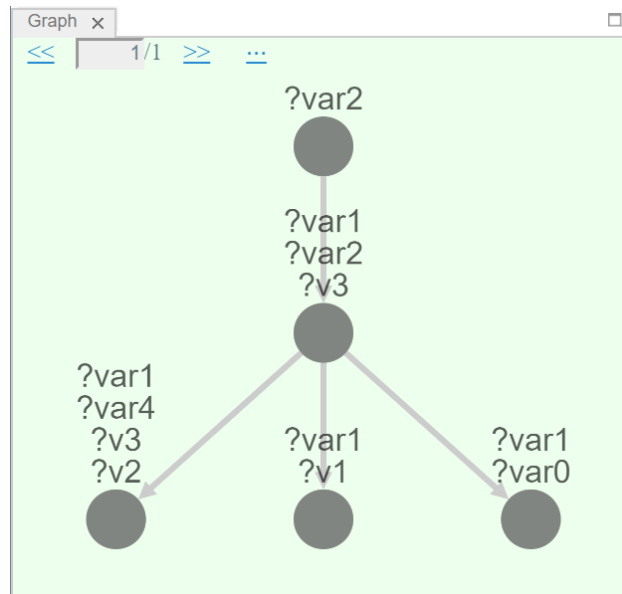 Graph x
<< 1/1 >> ...
?var2
?var1
?var2
?v3
?var1
?var4
?v3
?v2
?var1
?v1
?var1
?var0